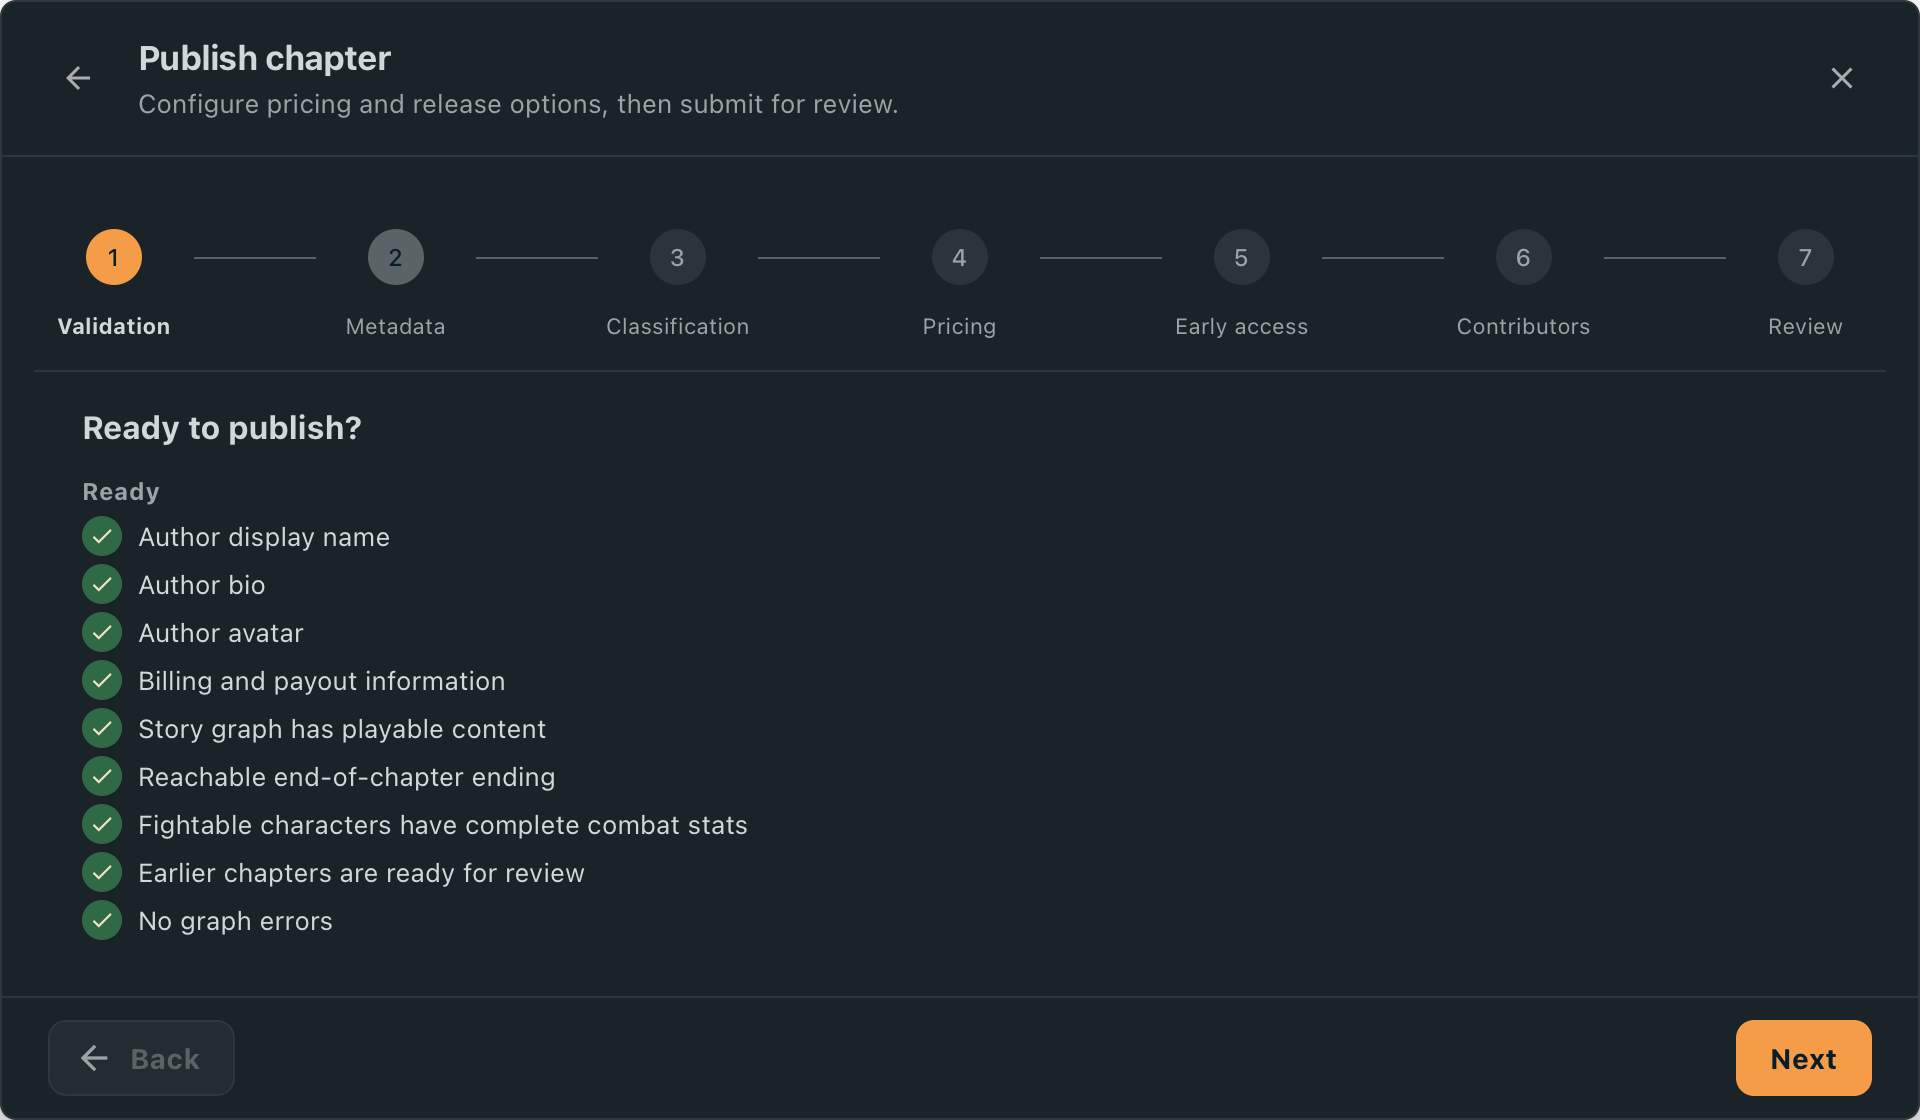 Publish chapter
Configure pricing and release options, then submit for review.
1
2
3
4
5
6
7
Validation
Metadata
Classification
Pricing
Early access
Contributors
Review
Ready to publish?
Ready
Author display name
Author bio
Author avatar
Billing and payout information
Story graph has playable content
Reachable end-of-chapter ending
Fightable characters have complete combat stats
Earlier chapters are ready for review
No graph errors
Back
Next